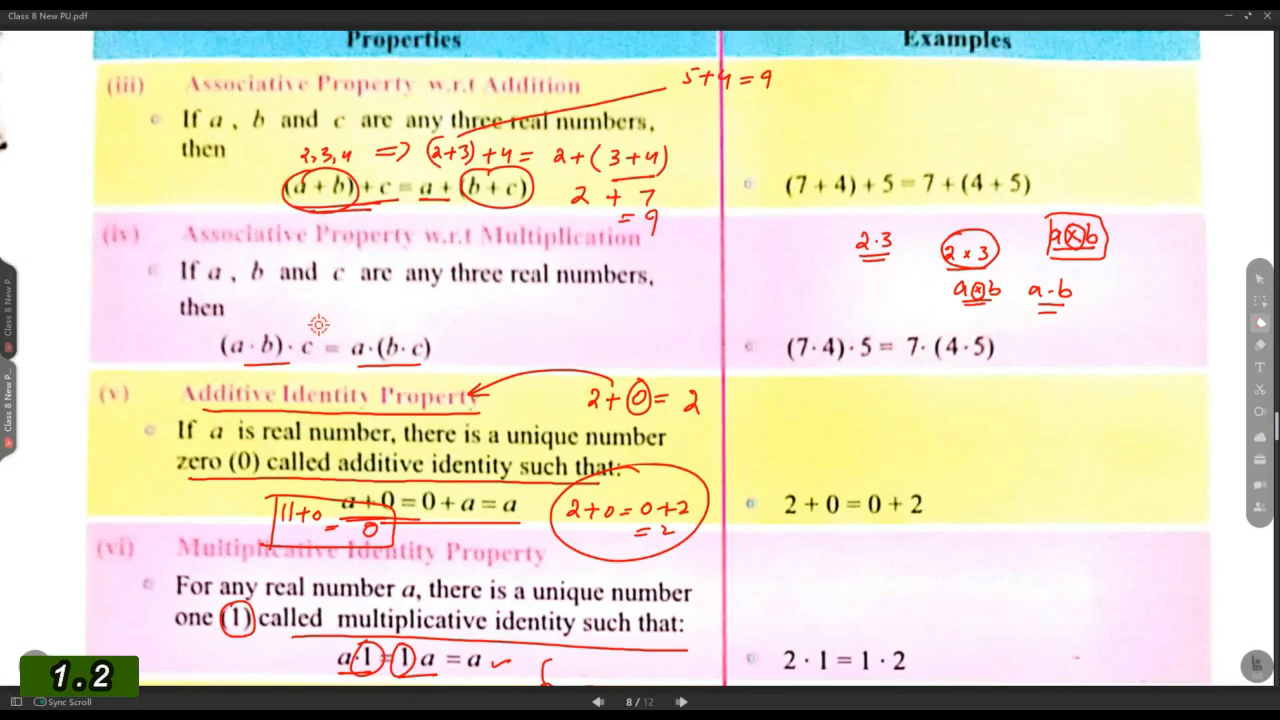 Class 8 New PU.pdf
Properties
Examples
(iii) Associative Property w.r.t Addition
5+4=9
If a , b and c are any three real numbers,
then
2,3,4 => (2+3)+4= 2+(3+4)
(a + b) + c = a + (b + c)
2 + 7
= 9
(7 + 4) + 5 = 7 + (4 + 5)
(iv) Associative Property w.r.t Multiplication
2·3 2×3 a×b
If a , b and c are any three real numbers,
a×b a·b
then
(a · b) · c = a · (b · c)
(7· 4) · 5 = 7· (4 · 5)
(v) Additive Identity Property
2+0= 2
If a is real number, there is a unique number
zero (0) called additive identity such that:
a + 0 = 0 + a = a
11+0
= 0
2+0=0+2
=2
2 + 0 = 0 + 2
(vi) Multiplicative Identity Property
For any real number a, there is a unique number
one (1) called multiplicative identity such that:
a·1 = 1·a = a
2 · 1 = 1 · 2
1.2
Sync Scroll
8 / 12